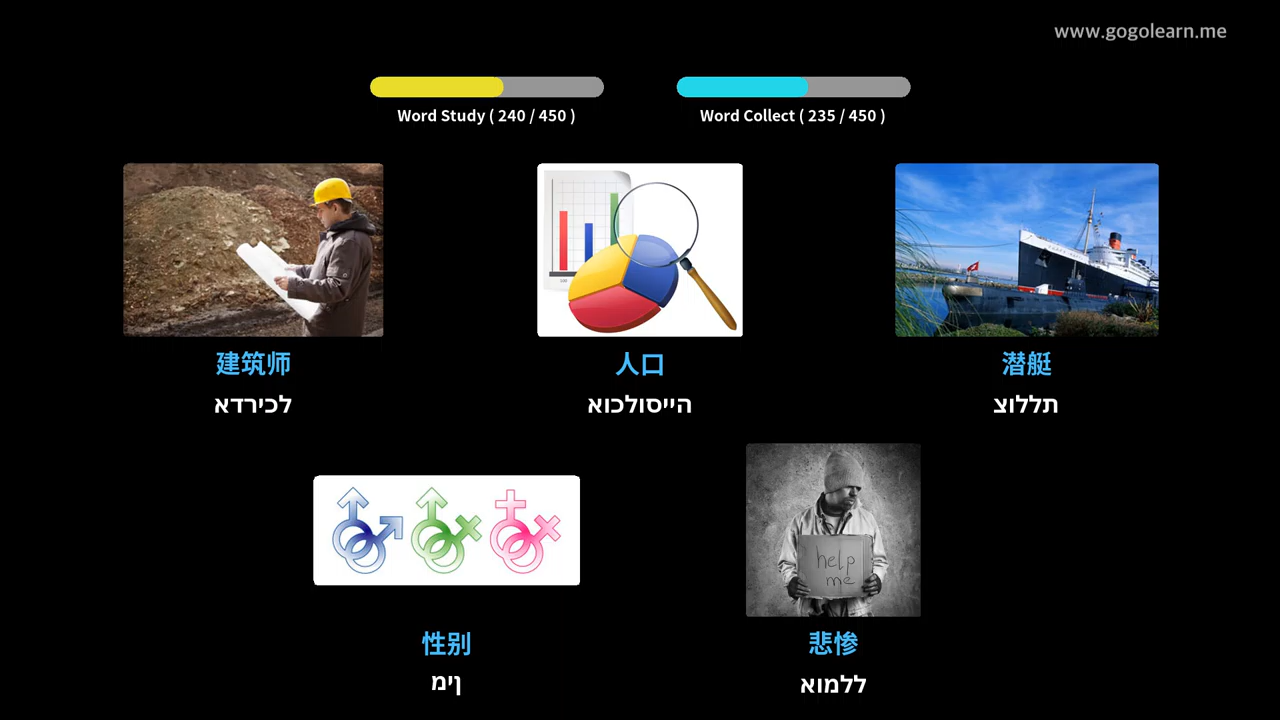 www.gogolearn.me
Word Study ( 240 / 450 )
Word Collect ( 235 / 450 )
建筑师
אדריכל
人口
אוכלוסייה
潜艇
צוללת
help
me
性别
מין
悲惨
אומלל